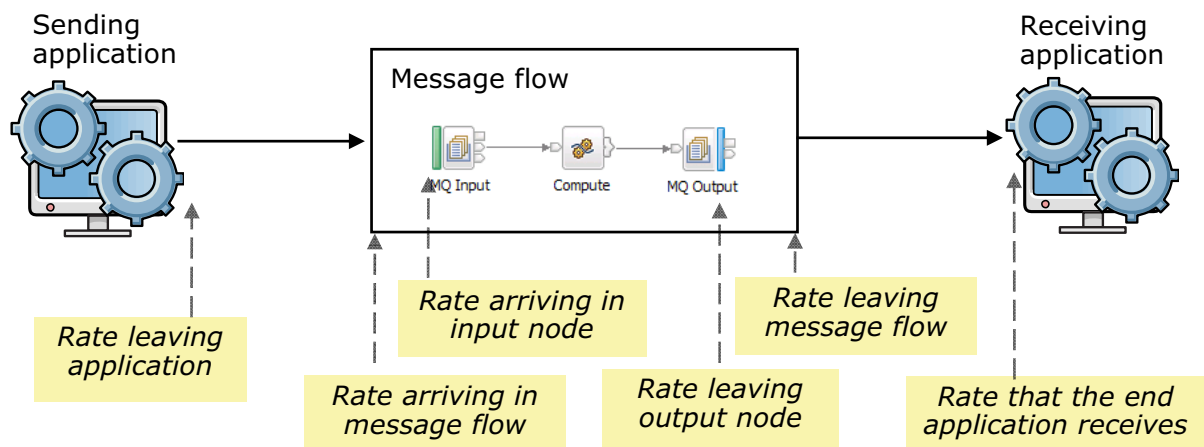 Sending
application
Receiving
application
Message flow
MQ Input
Compute
MQ Output
Rate leaving
application
Rate arriving in
message flow
Rate arriving in
input node
Rate leaving
output node
Rate leaving
message flow
Rate that the end
application receives